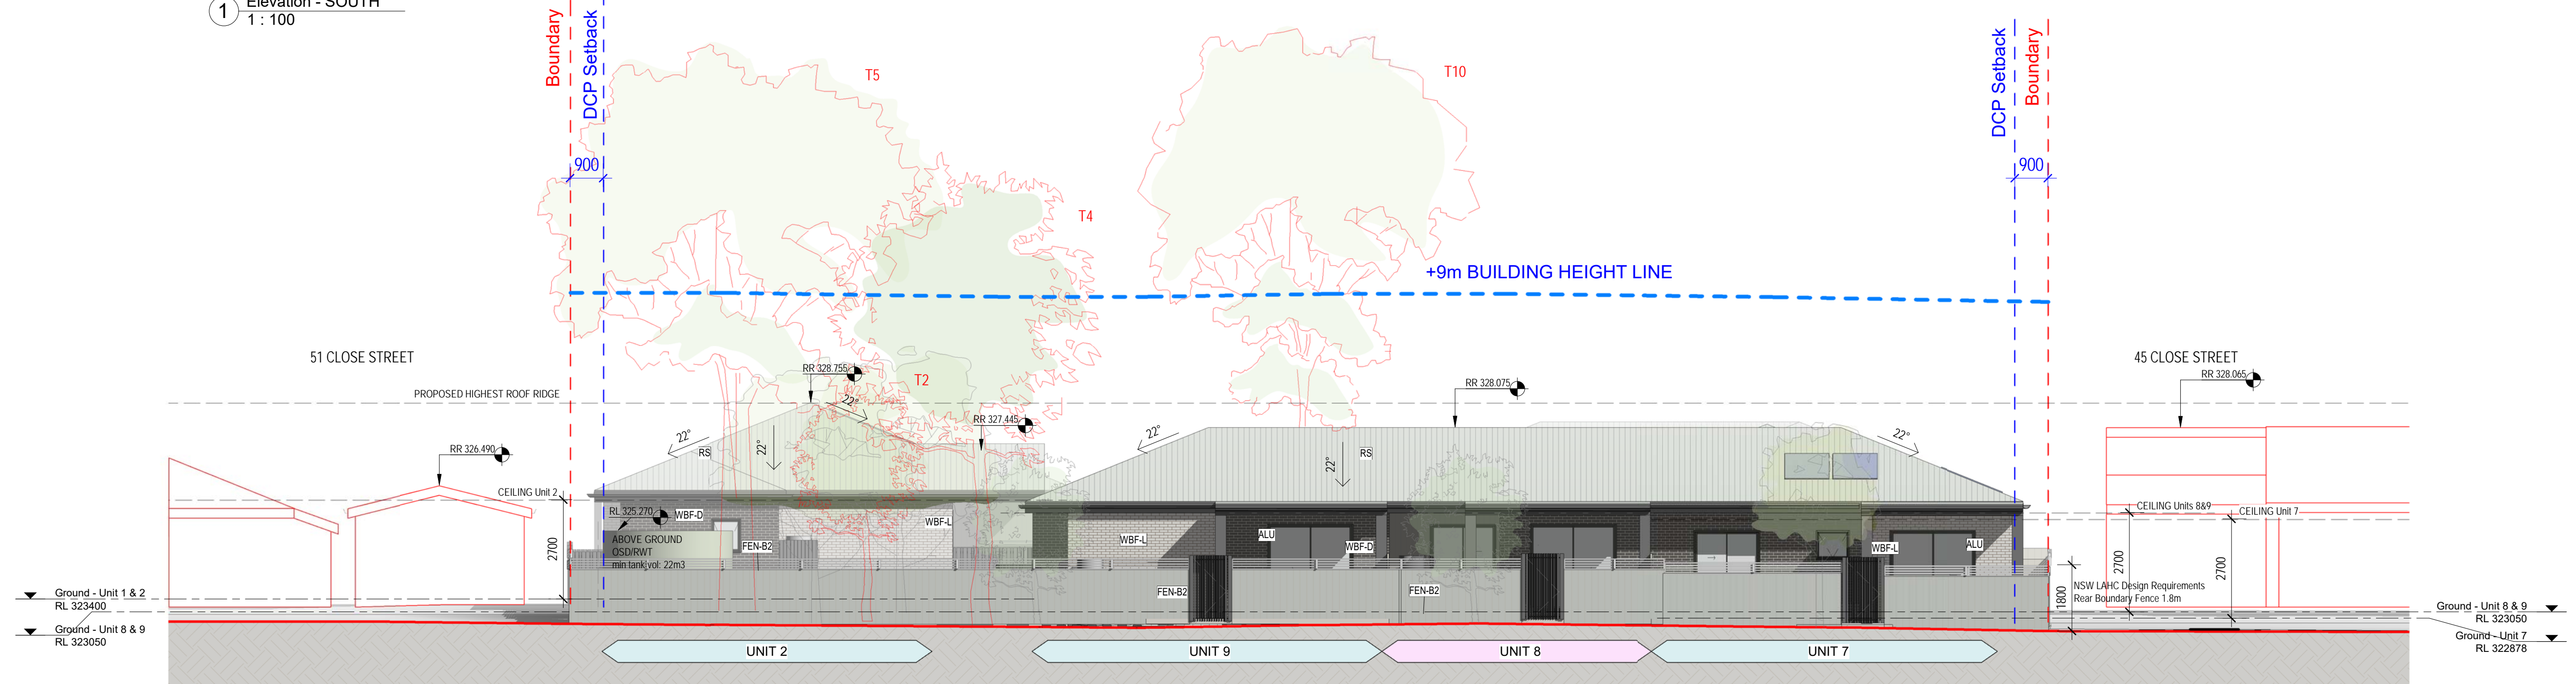 1
Elevation - SOUTH
1 : 100
Boundary
DCP Setback
DCP Setback
Boundary
T5
T10
900
900
T4
+9m BUILDING HEIGHT LINE
51 CLOSE STREET
45 CLOSE STREET
RR 328.755
T2
RR 328.075
RR 328.065
PROPOSED HIGHEST ROOF RIDGE
22°
RR 327.445
22°
22°
22°
22°
22°
RR 326.490
RS
RS
CEILING Unit 2
CEILING Units 8&9
CEILING Unit 7
RL 325.270
WBF-D
WBF-L
ABOVE GROUND
OSD/RWT
min tank vol: 22m3
FEN-B2
WBF-L
ALU
WBF-D
WBF-L
ALU
2700
2700
2700
NSW LAHC Design Requirements
Rear Boundary Fence 1.8m
1800
FEN-B2
FEN-B2
Ground - Unit 1 & 2
RL 323400
Ground - Unit 8 & 9
RL 323050
Ground - Unit 8 & 9
RL 323050
Ground - Unit 7
RL 322878
UNIT 2
UNIT 9
UNIT 8
UNIT 7